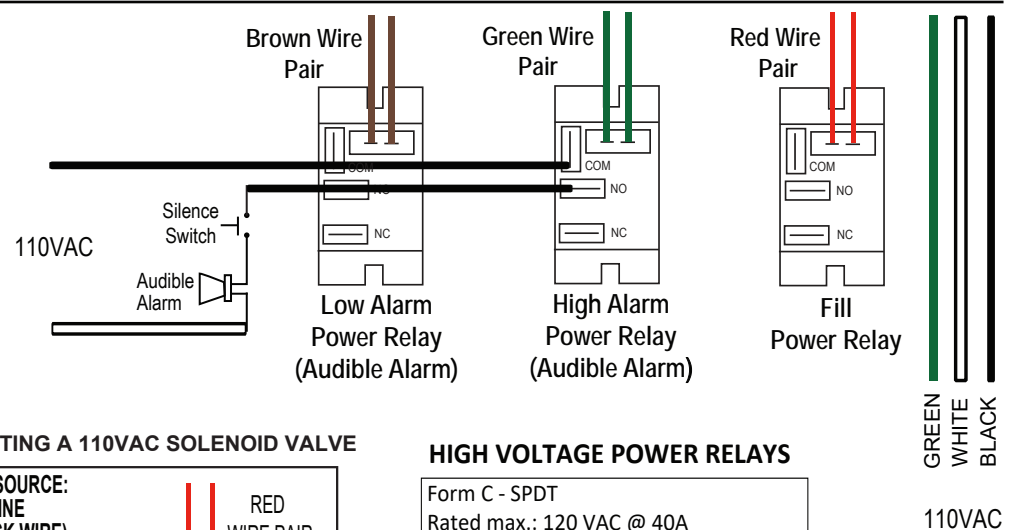 Brown Wire
Pair
Green Wire
Pair
Red Wire
Pair
COM
NO
NC
COM
NO
NC
COM
NO
NC
Silence
Switch
110VAC
Audible
Alarm
Low Alarm
Power Relay
(Audible Alarm)
High Alarm
Power Relay
(Audible Alarm)
Fill
Power Relay
GREEN
WHITE
BLACK
110VAC
TING A 110VAC SOLENOID VALVE
SOURCE:
RED
WIRE PAIR
HIGH VOLTAGE POWER RELAYS
Form C - SPDT
Rated max.: 120 VAC @ 40A